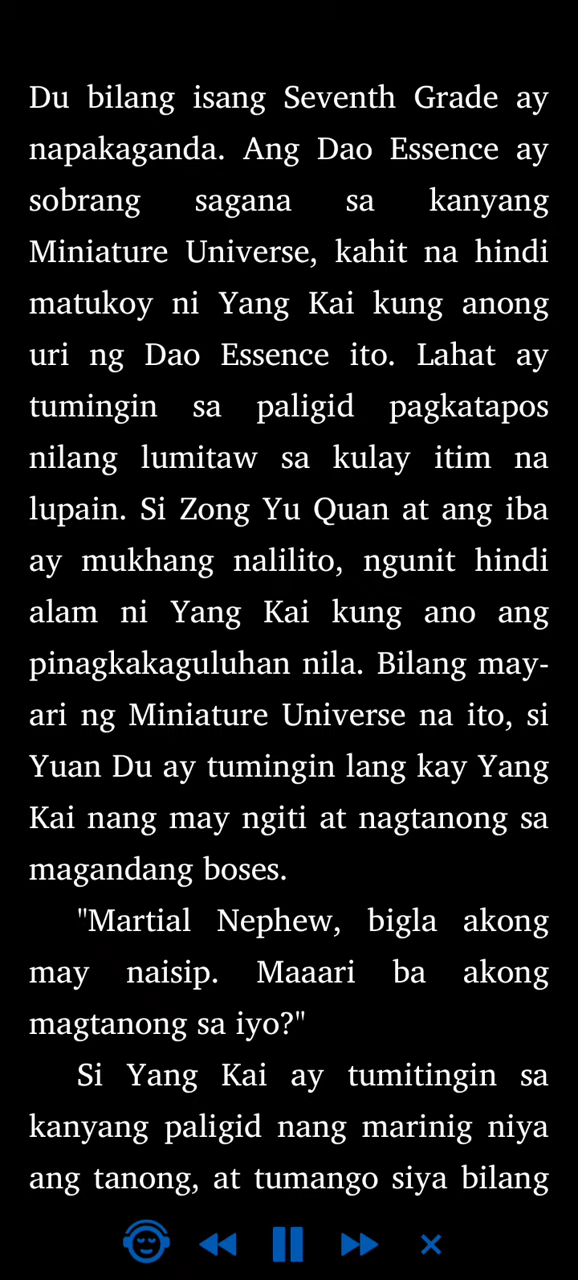 Du bilang isang Seventh Grade ay
napakaganda. Ang Dao Essence ay
sobrang sagana sa kanyang
Miniature Universe, kahit na hindi
matukoy ni Yang Kai kung anong
uri ng Dao Essence ito. Lahat ay
tumingin sa paligid pagkatapos
nilang lumitaw sa kulay itim na
lupain. Si Zong Yu Quan at ang iba
ay mukhang nalilito, ngunit hindi
alam ni Yang Kai kung ano ang
pinagkakaguluhan nila. Bilang may-
ari ng Miniature Universe na ito, si
Yuan Du ay tumingin lang kay Yang
Kai nang may ngiti at nagtanong sa
magandang boses.
"Martial Nephew, bigla akong
may naisip. Maaari ba akong
magtanong sa iyo?"
Si Yang Kai ay tumitingin sa
kanyang paligid nang marinig niya
ang tanong, at tumango siya bilang